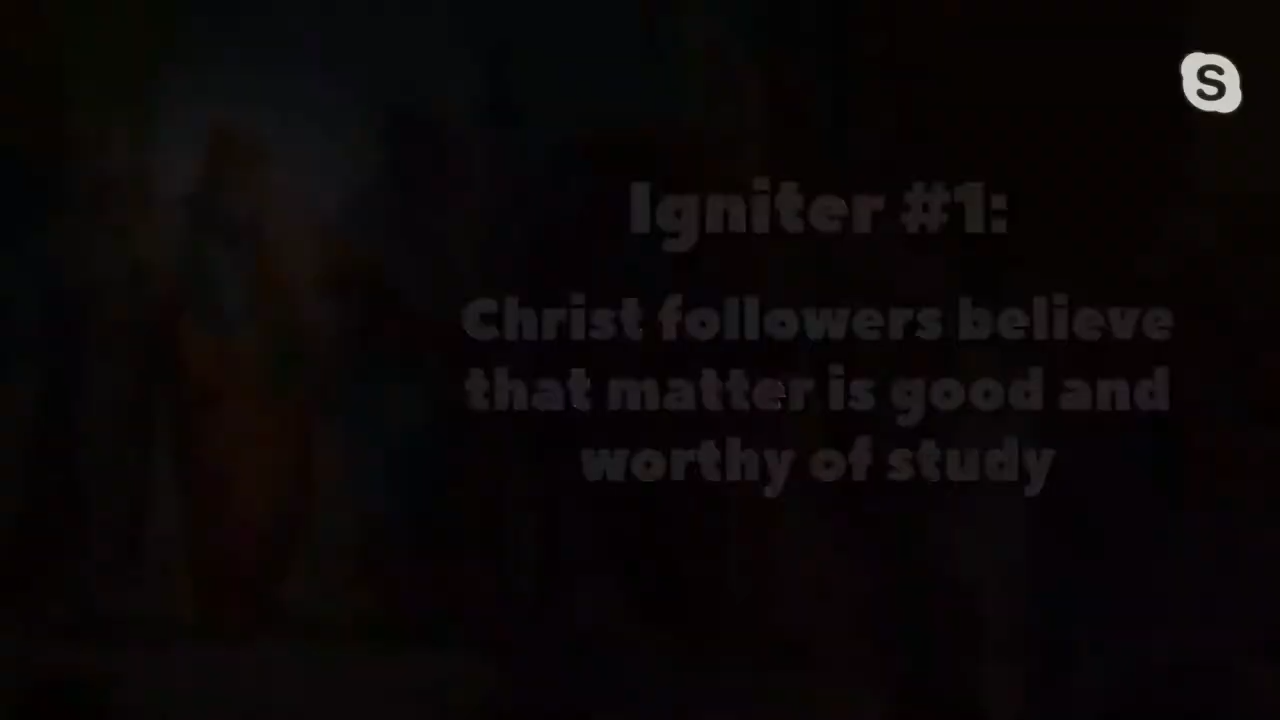 S
Igniter #1:
Christ followers believe
that matter is good and
worthy of study